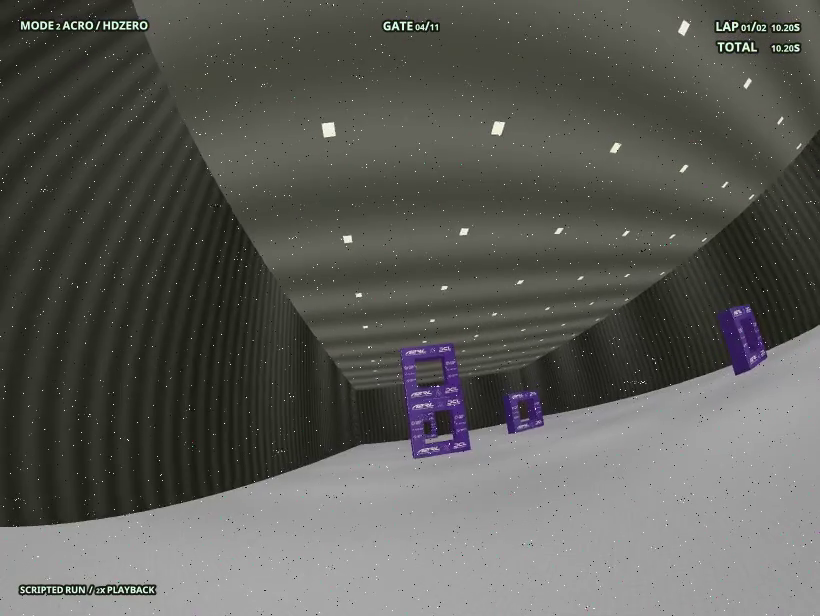 MODE 2 ACRO / HDZERO
GATE 04/11
LAP 01/02 10.20S
TOTAL 10.20S
SCRIPTED RUN / 2X PLAYBACK